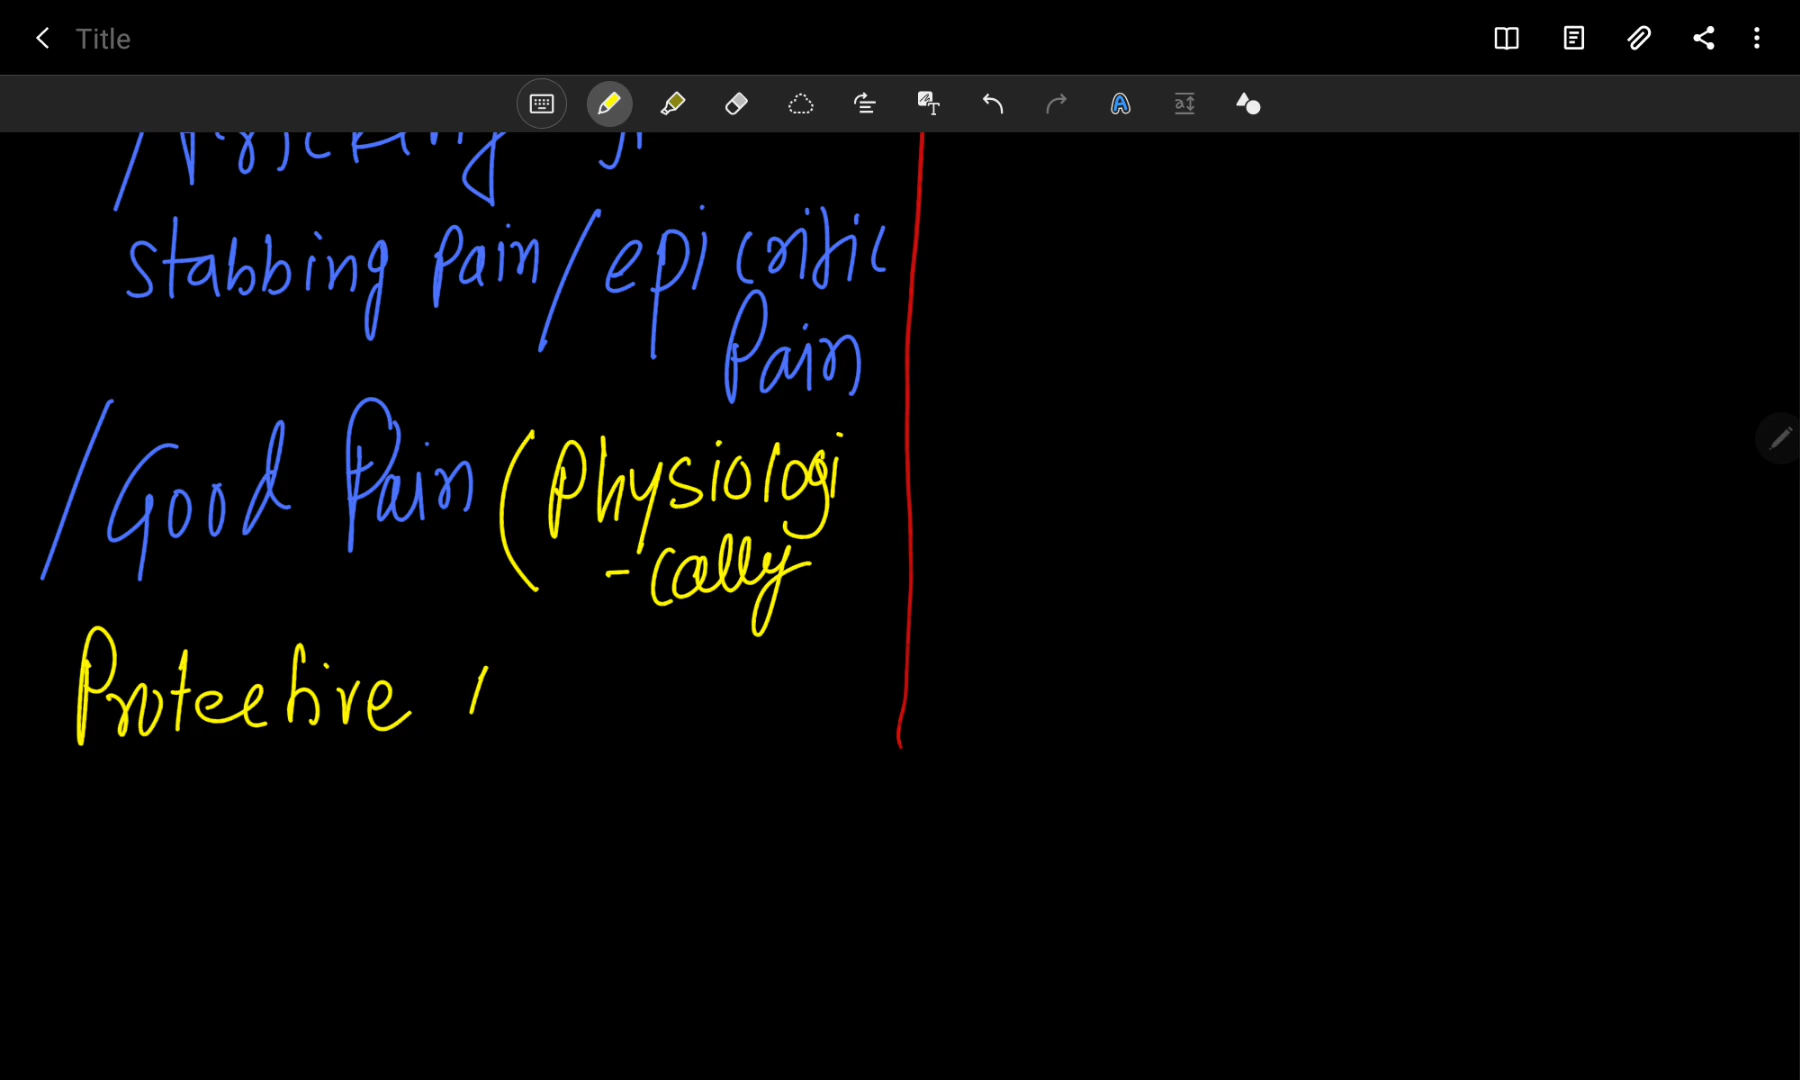 Title
stabbing Pain/epicritic
Pain
/Good Pain (Physiologi
-cally
Protective